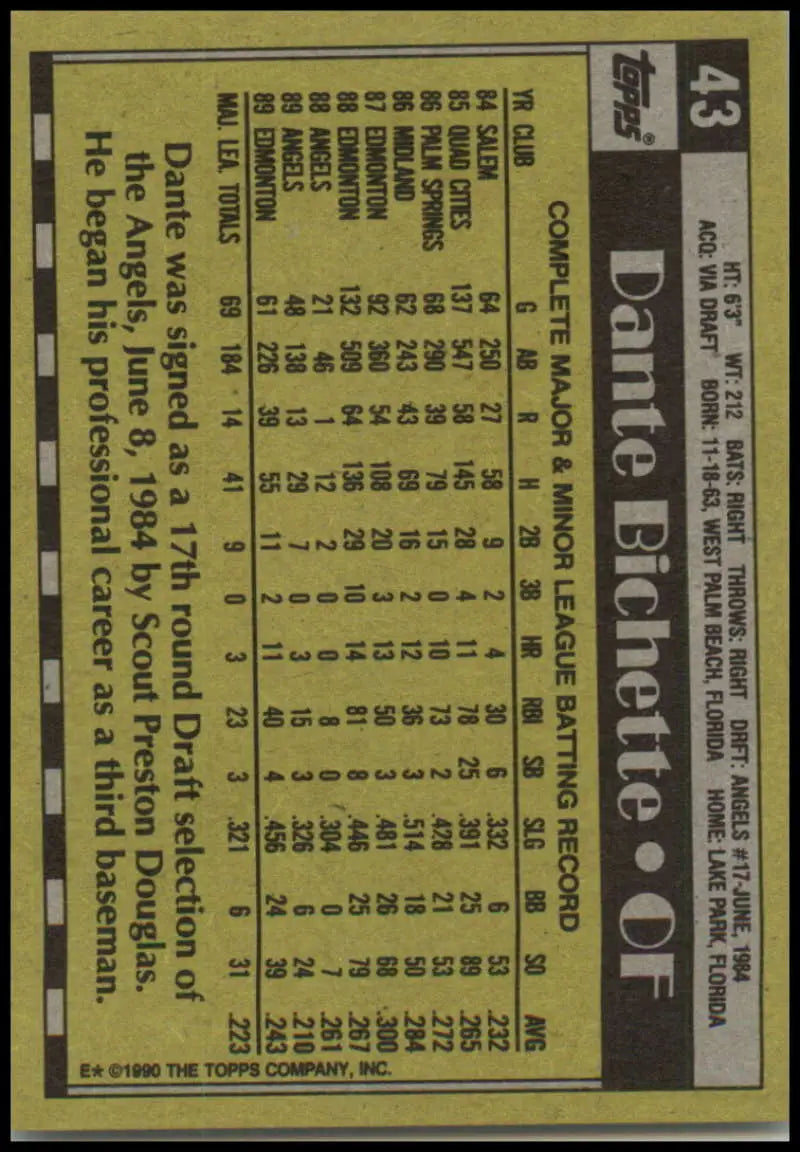 43
HT: 6'3" WT: 212 BATS: RIGHT THROWS: RIGHT DRFT: ANGELS #17-JUNE, 1984
ACQ: VIA DRAFT BORN: 11-18-63, WEST PALM BEACH, FLORIDA HOME: LAKE PARK, FLORIDA
TOPPS®
Dante Bichette • OF
COMPLETE MAJOR & MINOR LEAGUE BATTING RECORD
YR CLUB G AB R H 2B 3B HR RBI SB SLG BB SO AVG
84 SALEM 64 250 27 58 9 2 4 30 6 .332 6 53 .232
85 QUAD CITIES 137 547 58 145 28 4 11 78 25 .391 25 89 .265
86 PALM SPRINGS 68 290 39 79 15 0 10 73 2 .428 21 53 .272
86 MIDLAND 62 243 43 69 16 2 12 36 3 .514 18 50 .284
87 EDMONTON 92 360 54 108 20 3 13 50 3 .481 26 68 .300
88 EDMONTON 132 509 64 136 29 10 14 81 8 .446 25 79 .267
88 ANGELS 21 46 1 12 2 0 0 8 0 .304 0 7 .261
89 ANGELS 48 138 13 29 7 0 3 15 3 .326 6 24 .210
89 EDMONTON 61 226 39 55 11 2 11 40 4 .456 24 39 .243
MAJ. LEA. TOTALS 69 184 14 41 9 0 3 23 3 .321 6 31 .223
Dante was signed as a 17th round Draft selection of
the Angels, June 8, 1984 by Scout Preston Douglas.
He began his professional career as a third baseman.
E* ©1990 THE TOPPS COMPANY, INC.